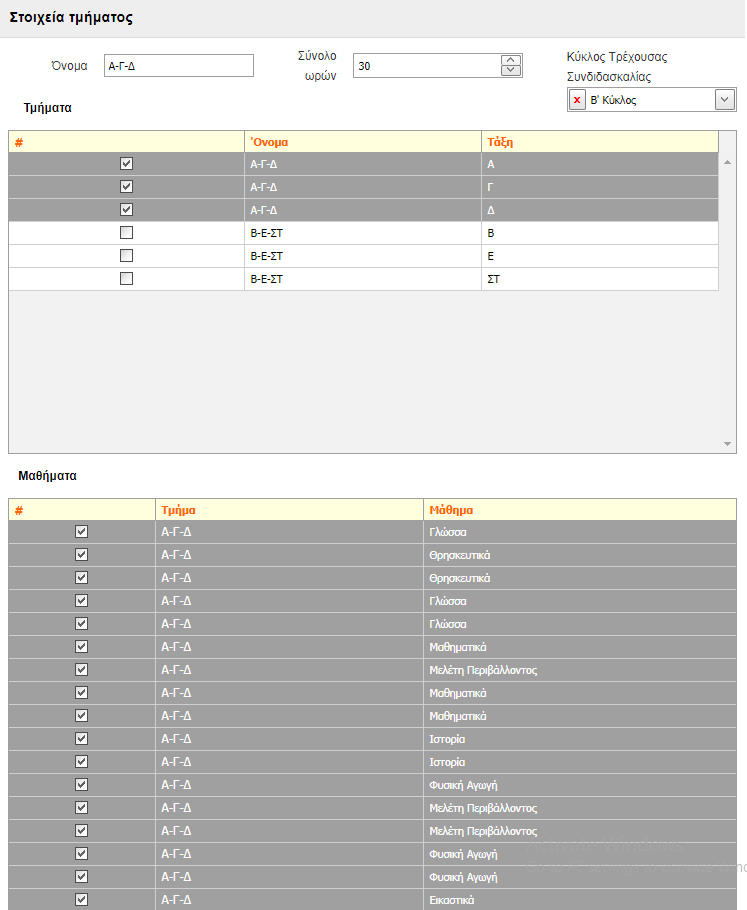 Στοιχεία τμήματος
Όνομα Α-Γ-Δ Σύνολο ωρών 30 Κύκλος Τρέχουσας Συνδιδασκαλίας
x Β' Κύκλος
Τμήματα
# Όνομα Τάξη
Α-Γ-Δ Α
Α-Γ-Δ Γ
Α-Γ-Δ Δ
Β-Ε-ΣΤ Β
Β-Ε-ΣΤ Ε
Β-Ε-ΣΤ ΣΤ
Μαθήματα
# Τμήμα Μάθημα
Α-Γ-Δ Γλώσσα
Α-Γ-Δ Θρησκευτικά
Α-Γ-Δ Θρησκευτικά
Α-Γ-Δ Γλώσσα
Α-Γ-Δ Γλώσσα
Α-Γ-Δ Μαθηματικά
Α-Γ-Δ Μελέτη Περιβάλλοντος
Α-Γ-Δ Μαθηματικά
Α-Γ-Δ Μαθηματικά
Α-Γ-Δ Ιστορία
Α-Γ-Δ Ιστορία
Α-Γ-Δ Φυσική Αγωγή
Α-Γ-Δ Μελέτη Περιβάλλοντος
Α-Γ-Δ Μελέτη Περιβάλλοντος
Α-Γ-Δ Φυσική Αγωγή
Α-Γ-Δ Φυσική Αγωγή
Α-Γ-Δ Εικαστικά